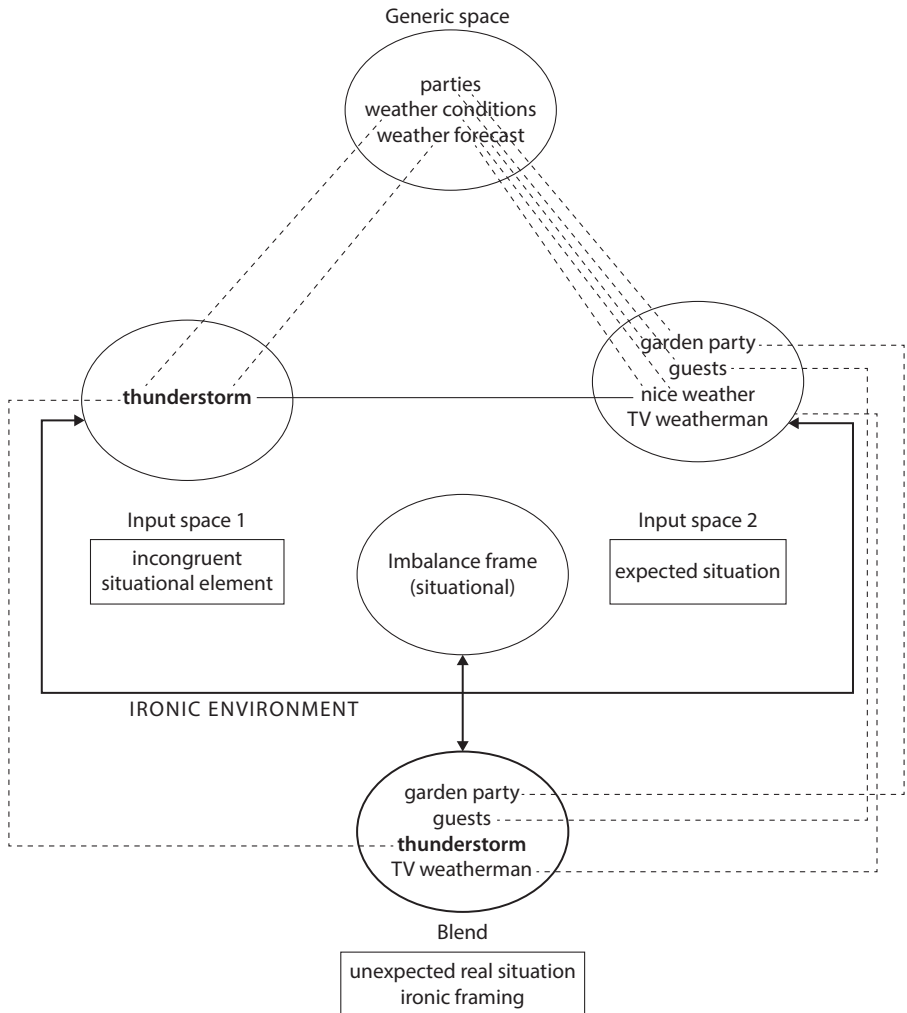 Generic space
parties
weather conditions
weather forecast
garden party
guests
thunderstorm
nice weather
TV weatherman
Input space 1
incongruent
situational element
Imbalance frame
(situational)
Input space 2
expected situation
IRONIC ENVIRONMENT
garden party
guests
thunderstorm
TV weatherman
Blend
unexpected real situation
ironic framing